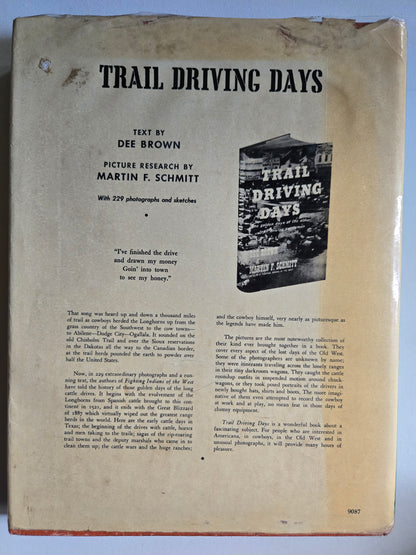 TRAIL DRIVING DAYS
TEXT BY
DEE BROWN
PICTURE RESEARCH BY
MARTIN F. SCHMITT
With 229 photographs and sketches
TRAIL
DRIVING
DAYS
MARTIN F. SCHMITT
"I've finished the drive
and drawn my money
Goin' into town
to see my honey."
That song was heard up and down a thousand miles
of trail as cowboys herded the Longhorns up from the
grass country of the Southwest to the cow towns—
to Abilene—Dodge City—Ogallala. It sounded on the
old Chisholm Trail and over the Sioux reservations
in the Dakotas all the way to the Canadian border,
as the trail herds pounded the earth to powder over
half the United States.
Now, in 229 extraordinary photographs and a run-
ning text, the authors of Fighting Indians of the West
have told the history of those golden days of the long
cattle drives. It begins with the evolvement of the
Longhorns from Spanish cattle brought to this con-
tinent in 1521, and it ends with the Great Blizzard
of 1887 which virtually wiped out the greatest range
herds in the world. Here are the early cattle days in
Texas; the beginning of the drives with cattle, horses
and men taking to the trails; sagas of the rip-roaring
trail towns and the deputy marshals who came in to
clean them up; the cattle wars and the huge ranches;
and the cowboy himself, very nearly as picturesque as
the legends have made him.
The pictures are the most noteworthy collection of
their kind ever brought together in a book. They
cover every aspect of the lost days of the Old West.
Some of the photographers are unknown by name;
they were itinerants traveling across the lonely ranges
in their tiny darkroom wagons. They caught the cattle
roundup outfits in suspended motion around chuck-
wagons, or they took posed portraits of the drivers in
newly bought hats, shirts and boots. The more imagi-
native of them even attempted to record the cowboy
at work and at play, no mean feat in those days of
clumsy equipment.
Trail Driving Days is a wonderful book about a
fascinating subject. For people who are interested in
Americana, in cowboys, in the Old West and in
unusual photographs, it will provide many hours of
pleasure.
9087